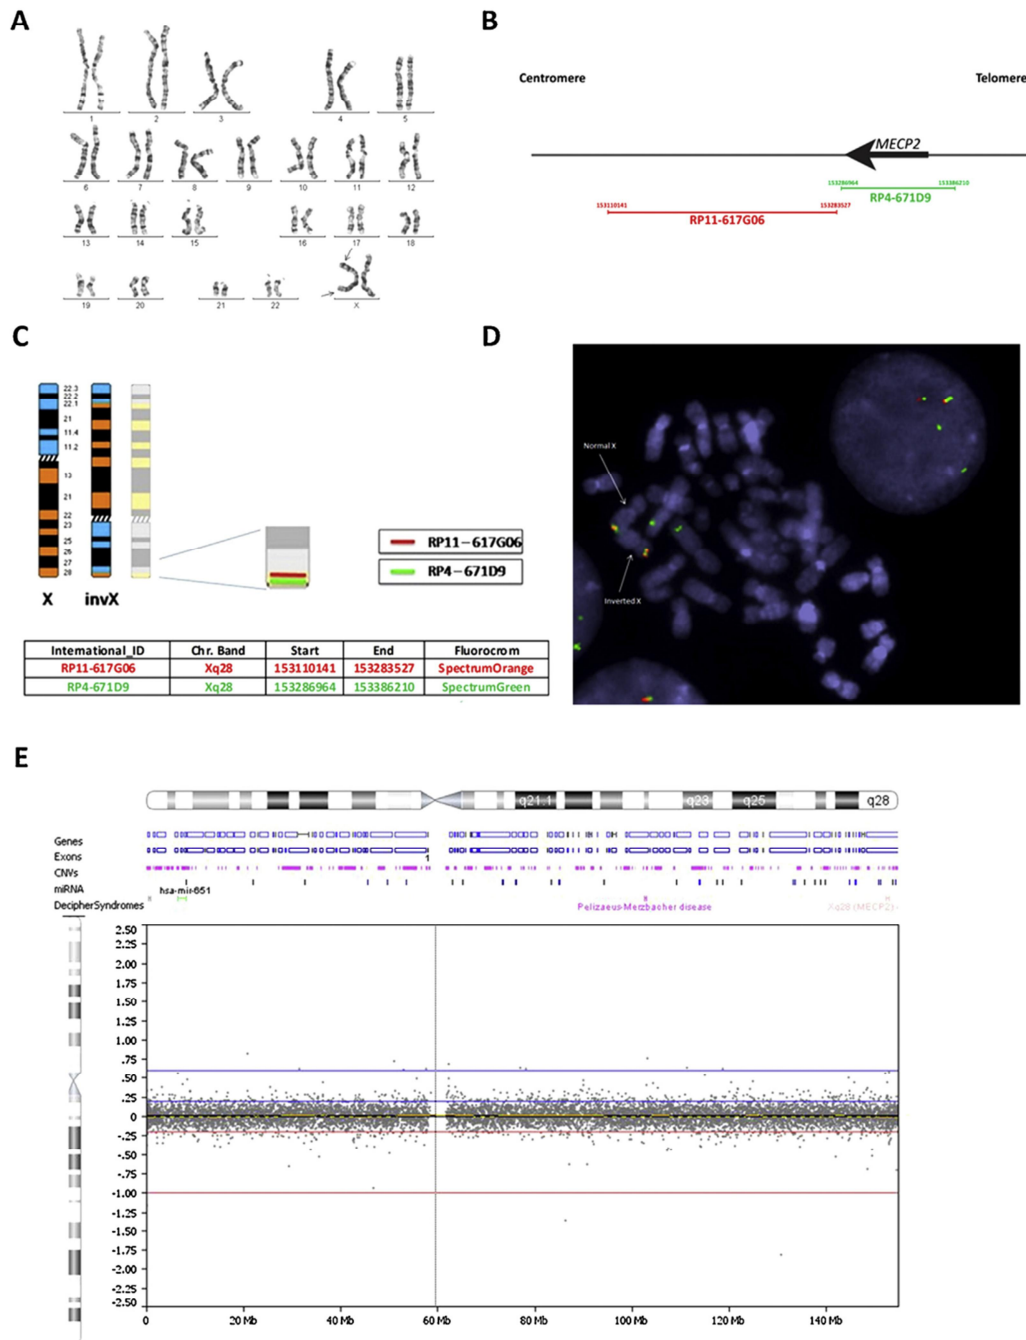 A
1 2 3 4 5
6 7 8 9 10 11 12
13 14 15 16 17 18
19 20 21 22 X
B
Centromere Telomere
MECP2
153286964 153386210
RP4-671D9
153110141 153283527
RP11-617G06
C
22.3
22.2
22.1
21
11.4
11.2
21
22
23
25
26
27
28
X invX
RP11-617G06
RP4-671D9
International_ID Chr. Band Start End Fluorocrom
RP11-617G06 Xq28 153110141 153283527 SpectrumOrange
RP4-671D9 Xq28 153286964 153386210 SpectrumGreen
D
Normal X
Inverted X
E
q21.1 q23 q25 q28
Genes
Exons
1
CNVs
miRNA
hsa-mir-651
DecipherSyndromes
Pelizaeus-Merzbacher disease
Xq28 (MECP2)-
2.50
2.25
2.00
1.75
1.50
1.25
1.00
.75
.50
.25
0
-.25
-.50
-.75
-1.00
-1.25
-1.50
-1.75
-2.00
-2.25
-2.50
0 20 Mb 40 Mb 60 Mb 80 Mb 100 Mb 120 Mb 140 Mb